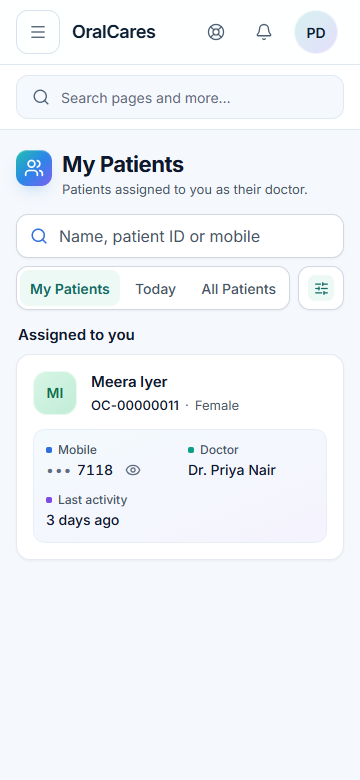 OralCares
PD
Search pages and more...
My Patients
Patients assigned to you as their doctor.
Name, patient ID or mobile
My Patients Today All Patients
Assigned to you
MI
Meera Iyer
OC-00000011 · Female
Mobile Doctor
••• 7118 Dr. Priya Nair
Last activity
3 days ago